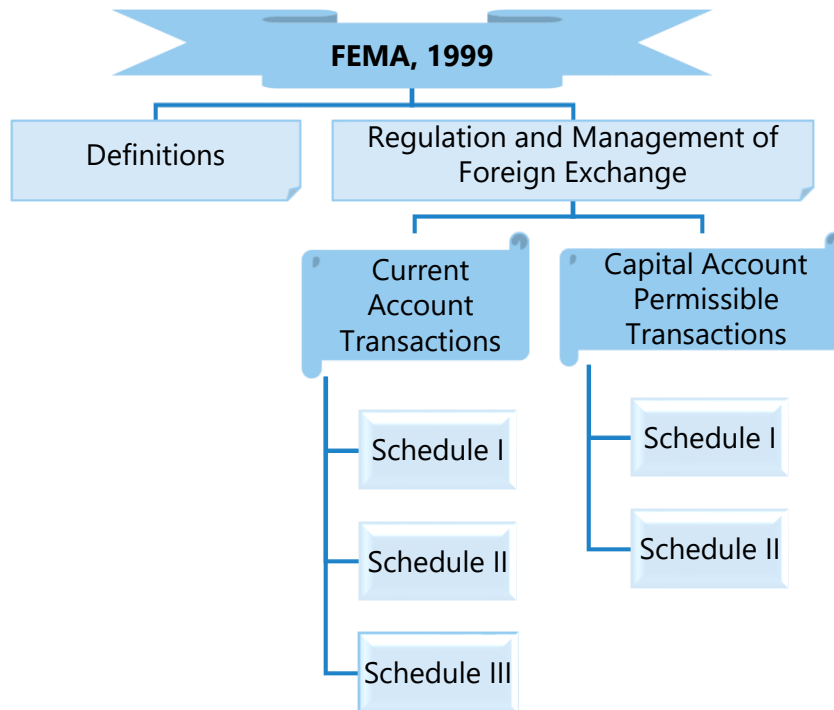 FEMA, 1999
Definitions
Regulation and Management of
Foreign Exchange
Current
Account
Transactions
Capital Account
Permissible
Transactions
Schedule I
Schedule II
Schedule III
Schedule I
Schedule II